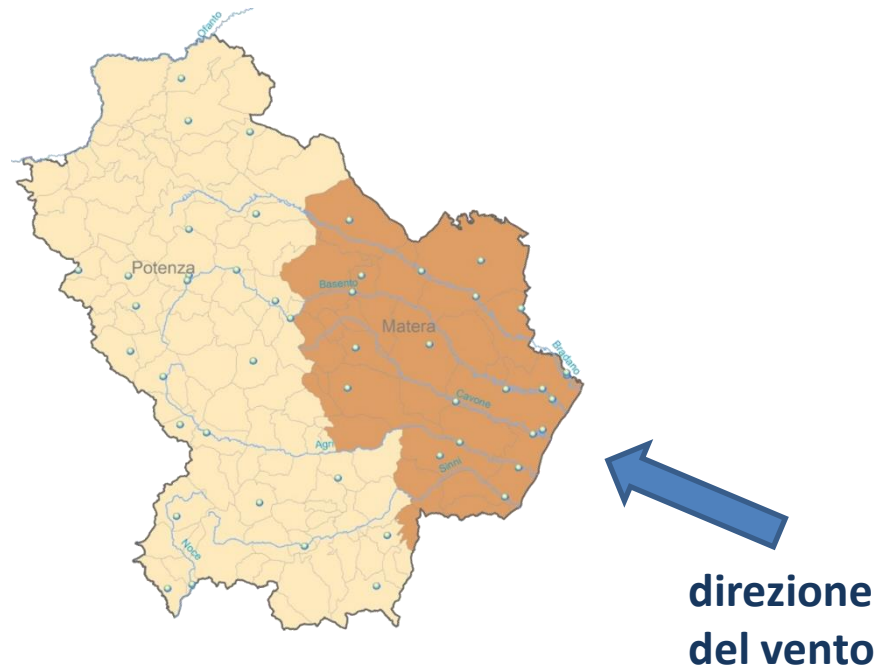 Ofanto
Potenza
Basento
Matera
Bradano
Cavone
Agri
Sinni
Noce
direzione
del vento